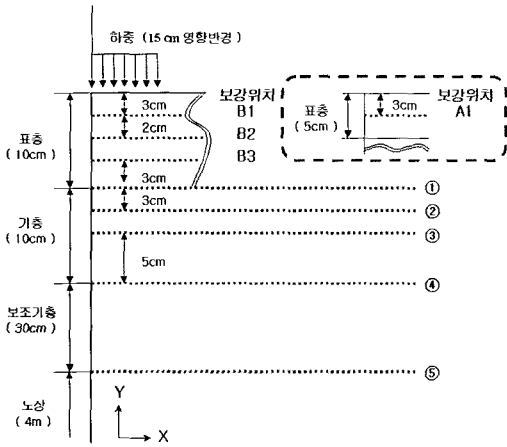 하중 (15 cm 영향반경)
보강위치
B1
B2
B3
3cm
2cm
3cm
3cm
5cm
표층
(10cm)
기층
(10cm)
보조기층
(30cm)
노상
(4m)
표층
(5cm)
3cm
보강위치
A1
①
②
③
④
⑤
Y
X